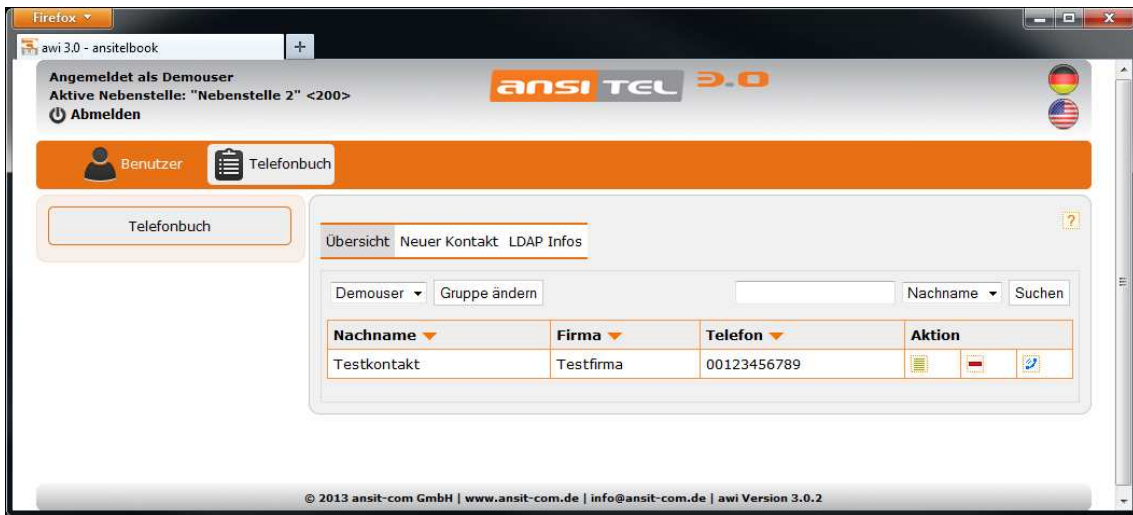 Firefox
awi 3.0 - ansitelbook
Angemeldet als Demouser
Aktive Nebenstelle: "Nebenstelle 2" <200>
Abmelden
ansi TEL 3.0
Benutzer
Telefonbuch
Telefonbuch
?
Übersicht Neuer Kontakt LDAP Infos
Demouser Gruppe ändern Nachname Suchen
Nachname Firma Telefon Aktion
Testkontakt Testfirma 00123456789
© 2013 ansit-com GmbH | www.ansit-com.de | info@ansit-com.de | awi Version 3.0.2